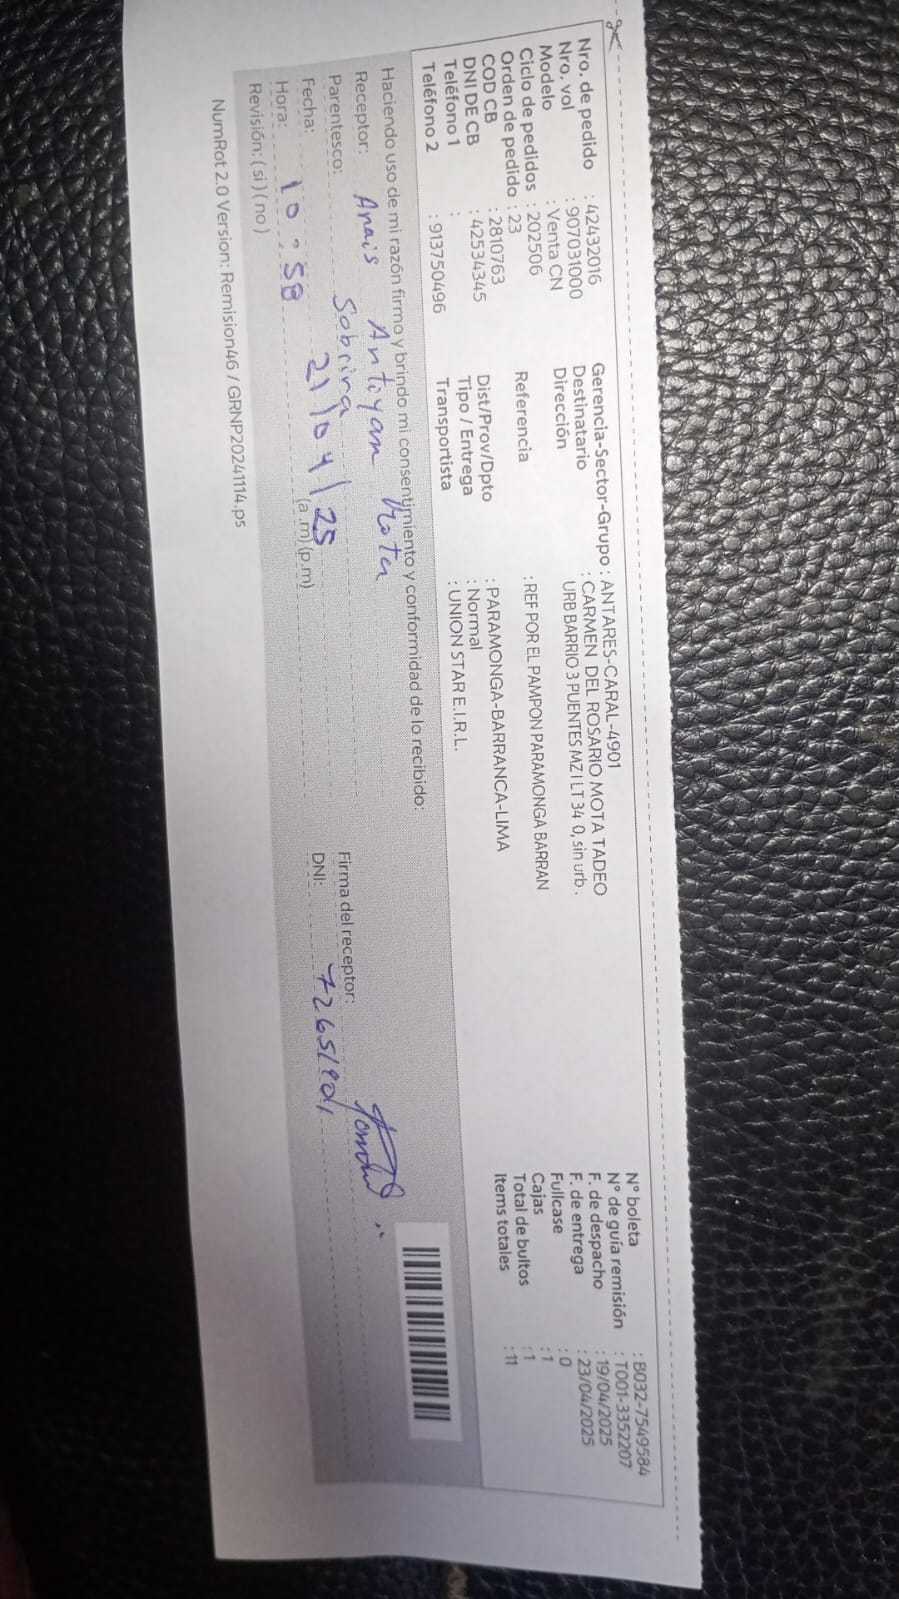 Nro. de pedido : 42432016
Nro. vol : 907031000
Modelo : Venta CN
Ciclo de pedidos : 202506
Orden de pedido : 23
COD CB : 2810763
DNI DE CB : 42534345
Teléfono 1 :
Teléfono 2 : 913750496
Gerencia-Sector-Grupo : ANTARES-CARAL-4901
Destinatario : CARMEN DEL ROSARIO MOTA TADEO
Dirección URB BARRIO 3 PUENTES MZ I LT 34 0, sin urb .
Referencia : REF POR EL PAMPON PARAMONGA BARRAN
Dist/Prov/Dpto : PARAMONGA-BARRANCA-LIMA
Tipo / Entrega : Normal
Transportista : UNION STAR E.I.R.L.
N° boleta : B032-7549584
N° de guía remisión : T001-3352207
F. de despacho : 19/04/2025
F. de entrega : 23/04/2025
Fullcase : 0
Cajas : 1
Total de bultos : 1
Items totales : 11
Haciendo uso de mi razón firmo y brindo mi consentimiento y conformidad de lo recibido:
Receptor: Anais
Parentesco: Sobrina
Fecha: 21/04/25
Hora: 10:58 (a.m) (p.m)
Revisión: (si) (no)
Firma del receptor:
DNI:
NumRot 2.0 Version: Remision46 / GRNP20241114.ps